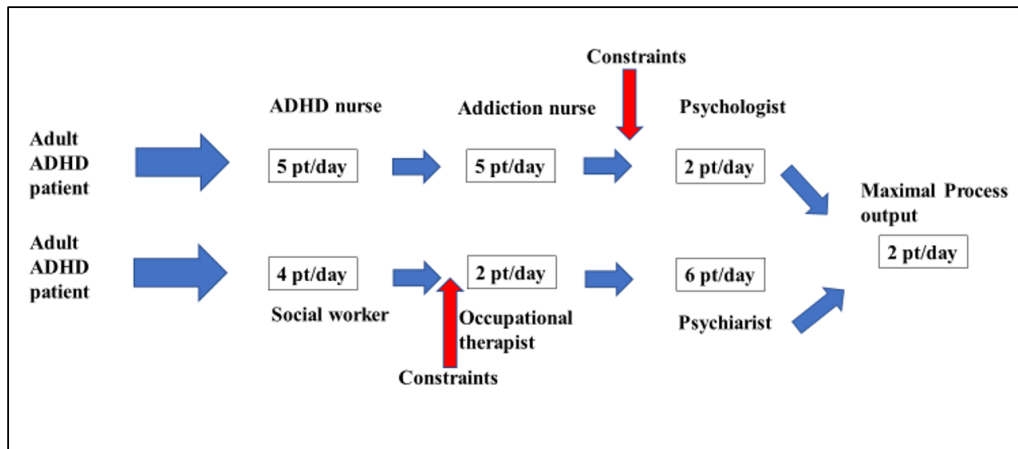 Constraints
ADHD nurse
Addiction nurse
Psychologist
Adult
ADHD
patient
5 pt/day
5 pt/day
2 pt/day
Maximal Process
output
2 pt/day
Adult
ADHD
patient
4 pt/day
2 pt/day
6 pt/day
Social worker
Occupational
therapist
Psychiarist
Constraints